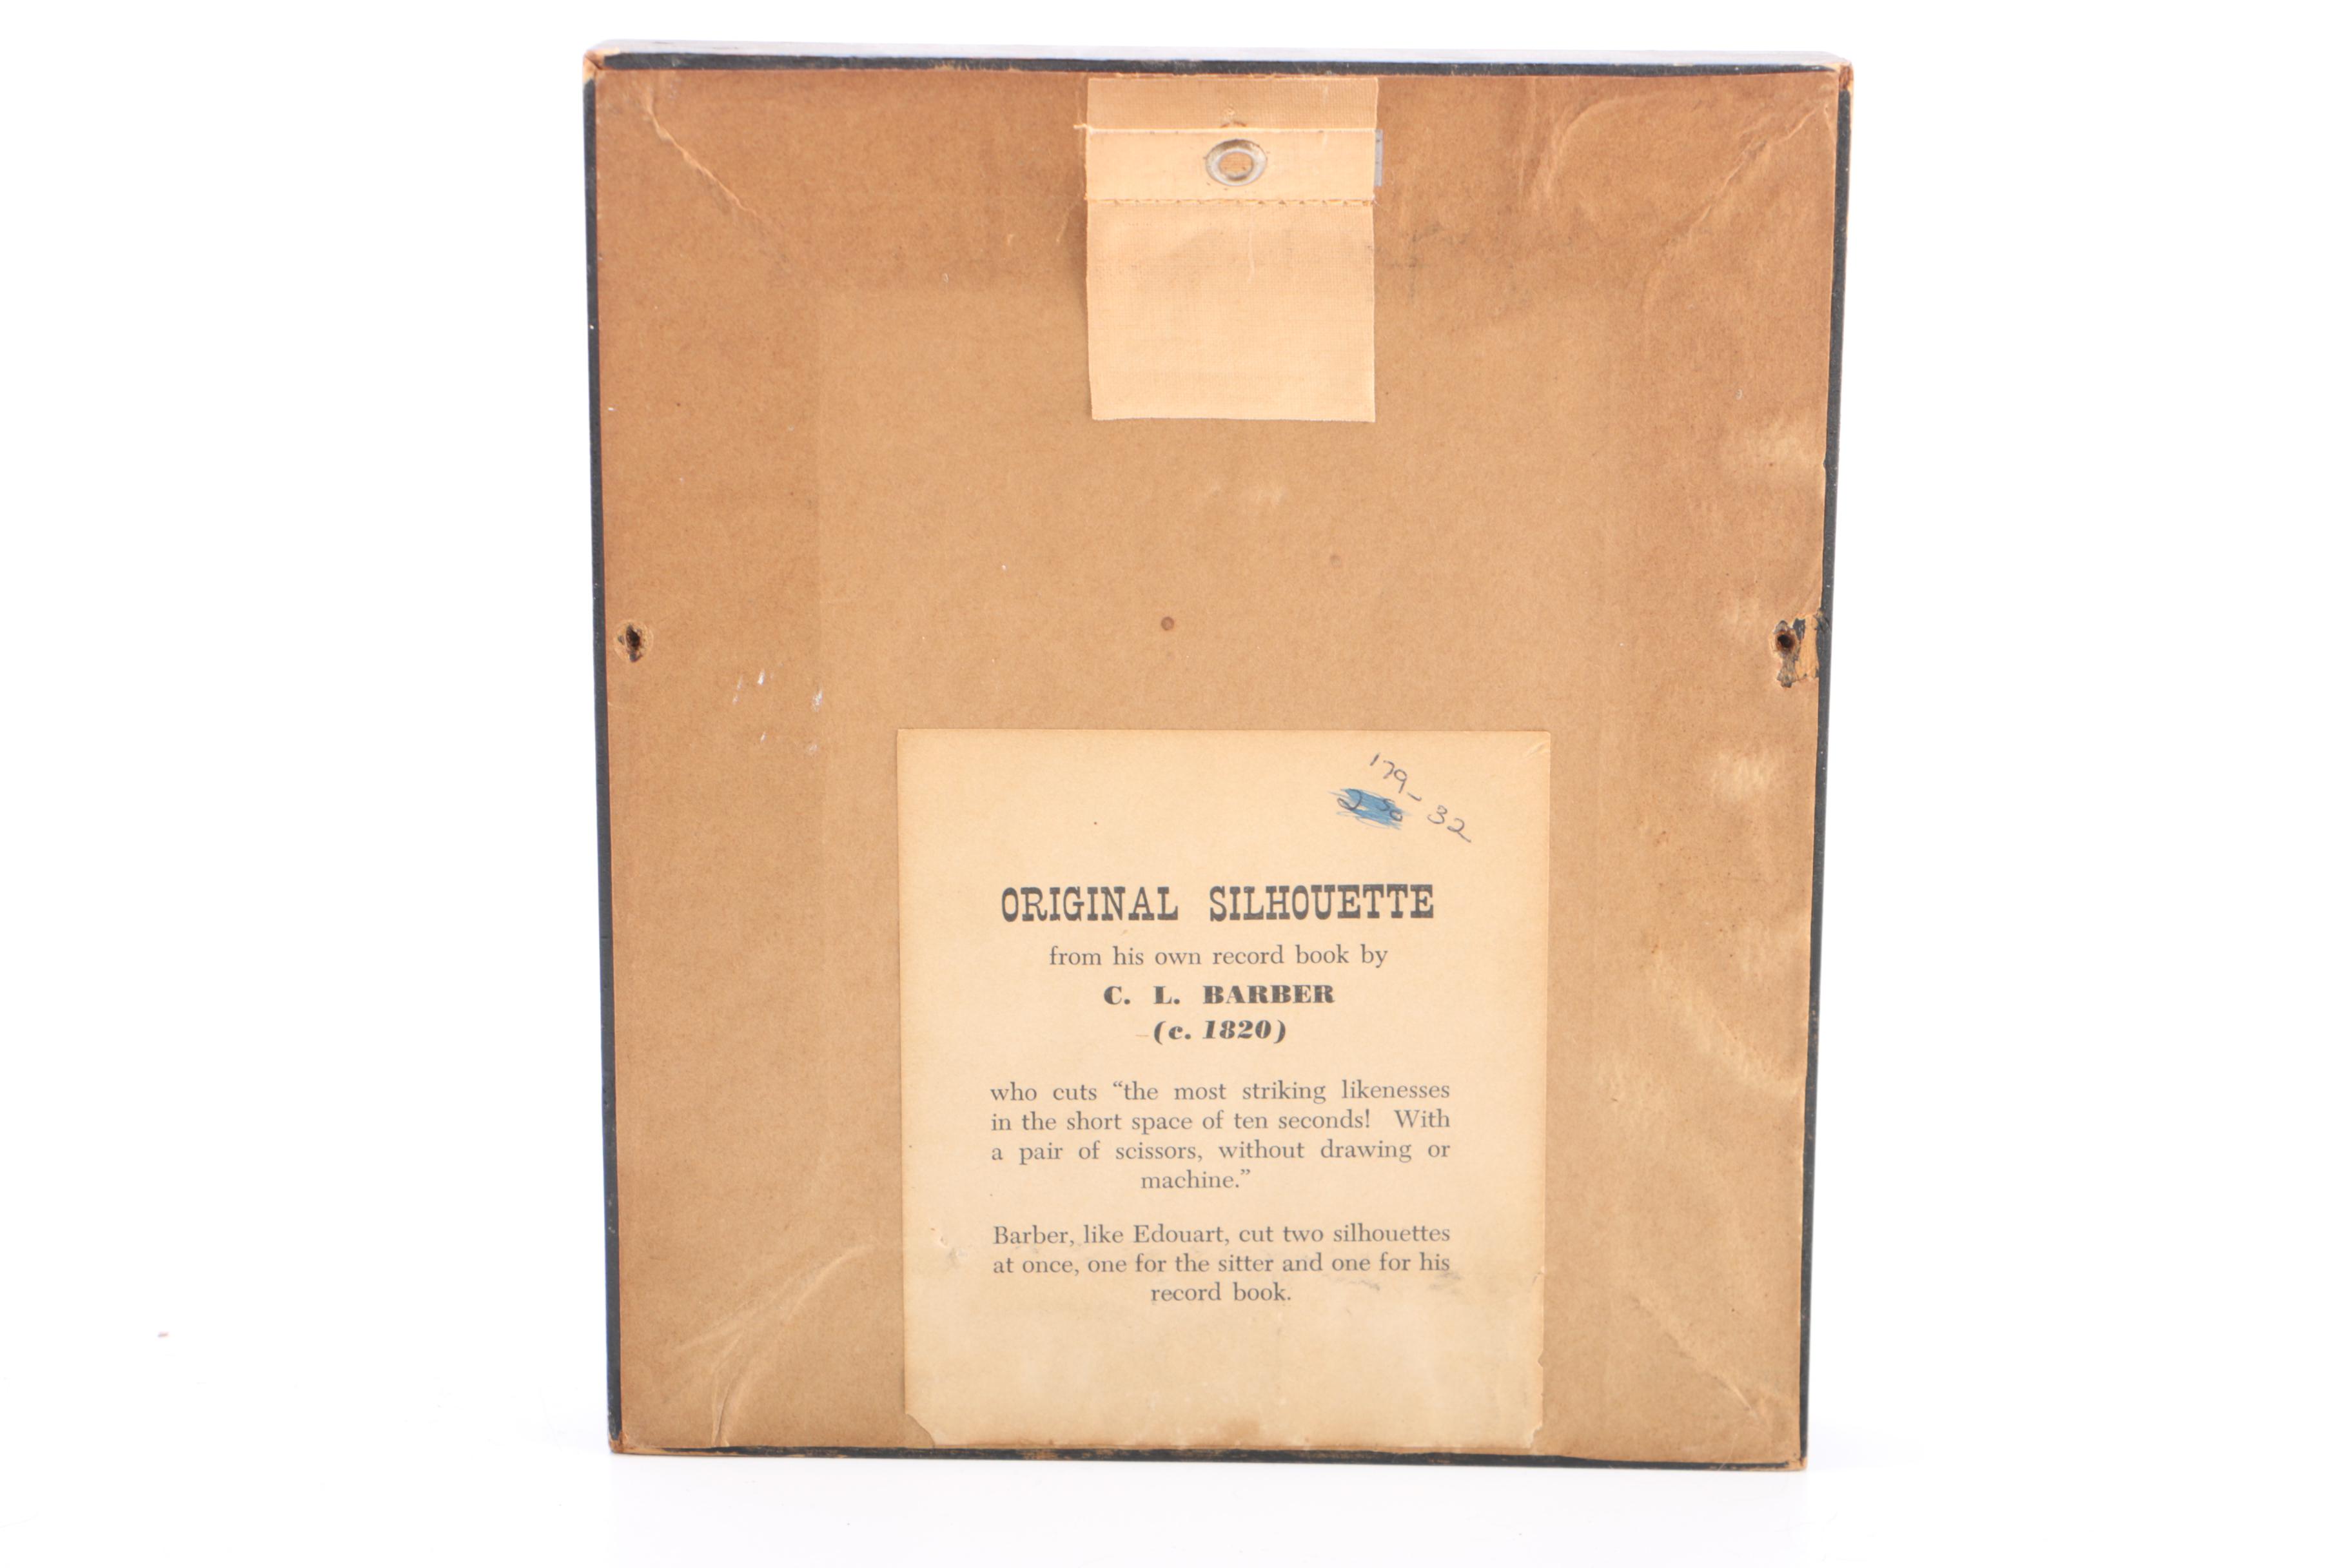 179-
32
ORIGINAL SILHOUETTE
from his own record book by
C. L. BARBER
(c. 1820)
who cuts “the most striking likenesses
in the short space of ten seconds! With
a pair of scissors, without drawing or
machine.”
Barber, like Edouart, cut two silhouettes
at once, one for the sitter and one for his
record book.